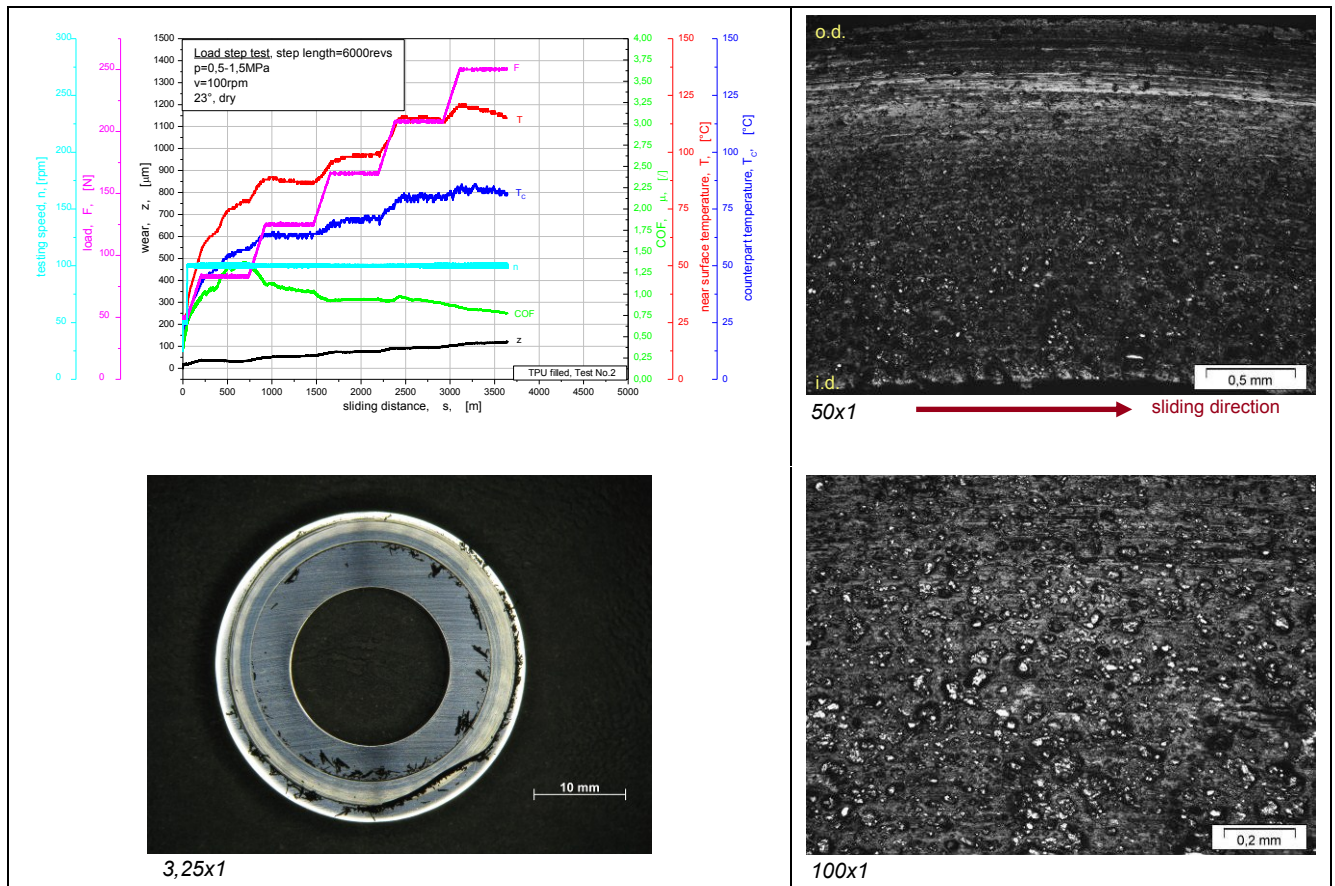 Load step test, step length=6000revs
p=0,5-1,5MPa
v=100rpm
23°, dry
testing speed, n, [rpm]
300
250
200
150
100
50
0
load, F, [N]
250
200
150
100
50
0
wear, z, [µm]
1500
1400
1300
1200
1100
1000
900
800
700
600
500
400
300
200
100
0
F
T
T_C
n
COF
z
TPU filled, Test No.2
0 500 1000 1500 2000 2500 3000 3500 4000 4500 5000
sliding distance, s, [m]
4,00
3,75
3,50
3,25
3,00
2,75
2,50
2,25
2,00
1,75
1,50
1,25
1,00
0,75
0,50
0,25
0,00
COF, µ, [/]
150
125
100
75
50
25
0
near surface temperature, T, [°C]
150
125
100
75
50
25
0
counterpart temperature, T_C, [°C]
o.d.
i.d.
0,5 mm
50x1
sliding direction
10 mm
3,25x1
0,2 mm
100x1